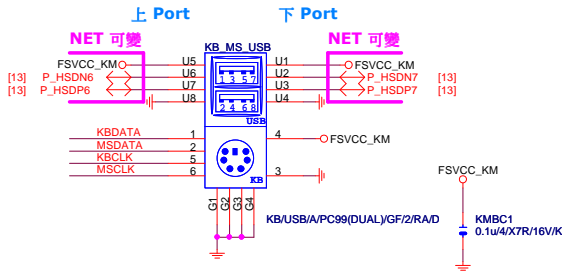 上 Port
下 Port
NET 可變
NET 可變
KB_MS_USB
FSVCC_KM
U5
U1
FSVCC_KM
[13]
P_HSDN6
U6
U2
P_HSDN7
[13]
[13]
P_HSDP6
U7
U3
P_HSDP7
[13]
U8
U4
1 3 5 7
2 4 6 8
USB
KBDATA
1
4
FSVCC_KM
MSDATA
2
KBCLK
5
MSCLK
6
3
KB
FSVCC_KM
G1
G2
G3
G4
KB/USB/A/PC99(DUAL)/GF/2/RA/D
KMBC1
0.1u/4/X7R/16V/K